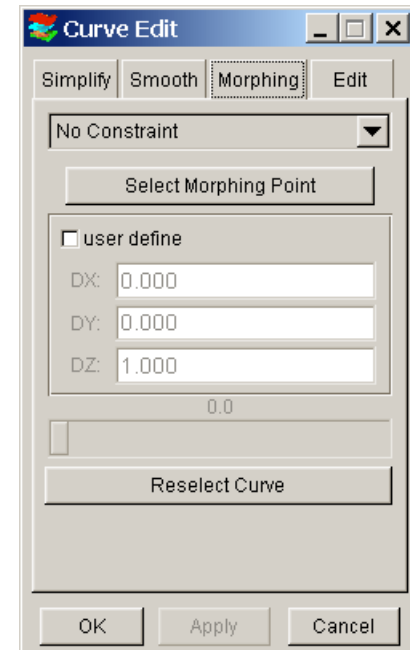 Curve Edit
Simplify Smooth Morphing Edit
No Constraint
Select Morphing Point
user define
DX: 0.000
DY: 0.000
DZ: 1.000
0.0
Reselect Curve
OK Apply Cancel